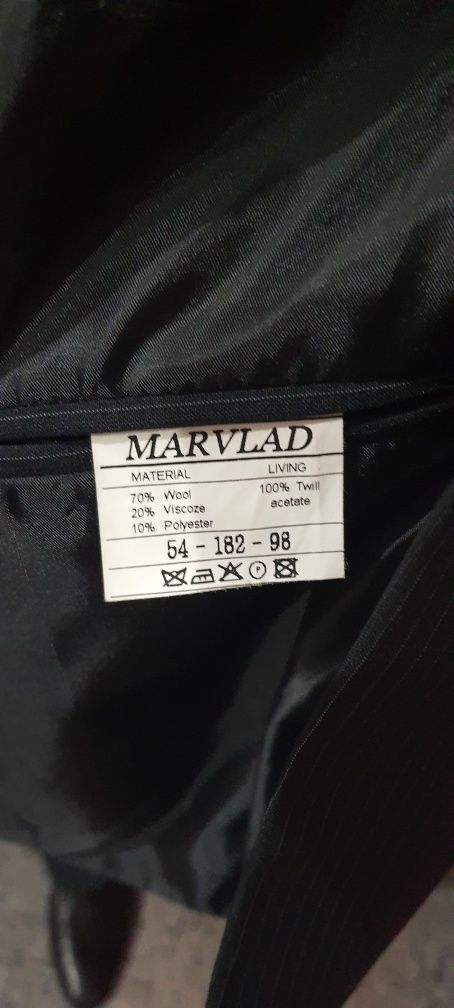 MARVLAD
MATERIAL LIVING
70% Wool 100% Twill
20% Viscoze acetate
10% Polyester
54 - 182 - 98
P